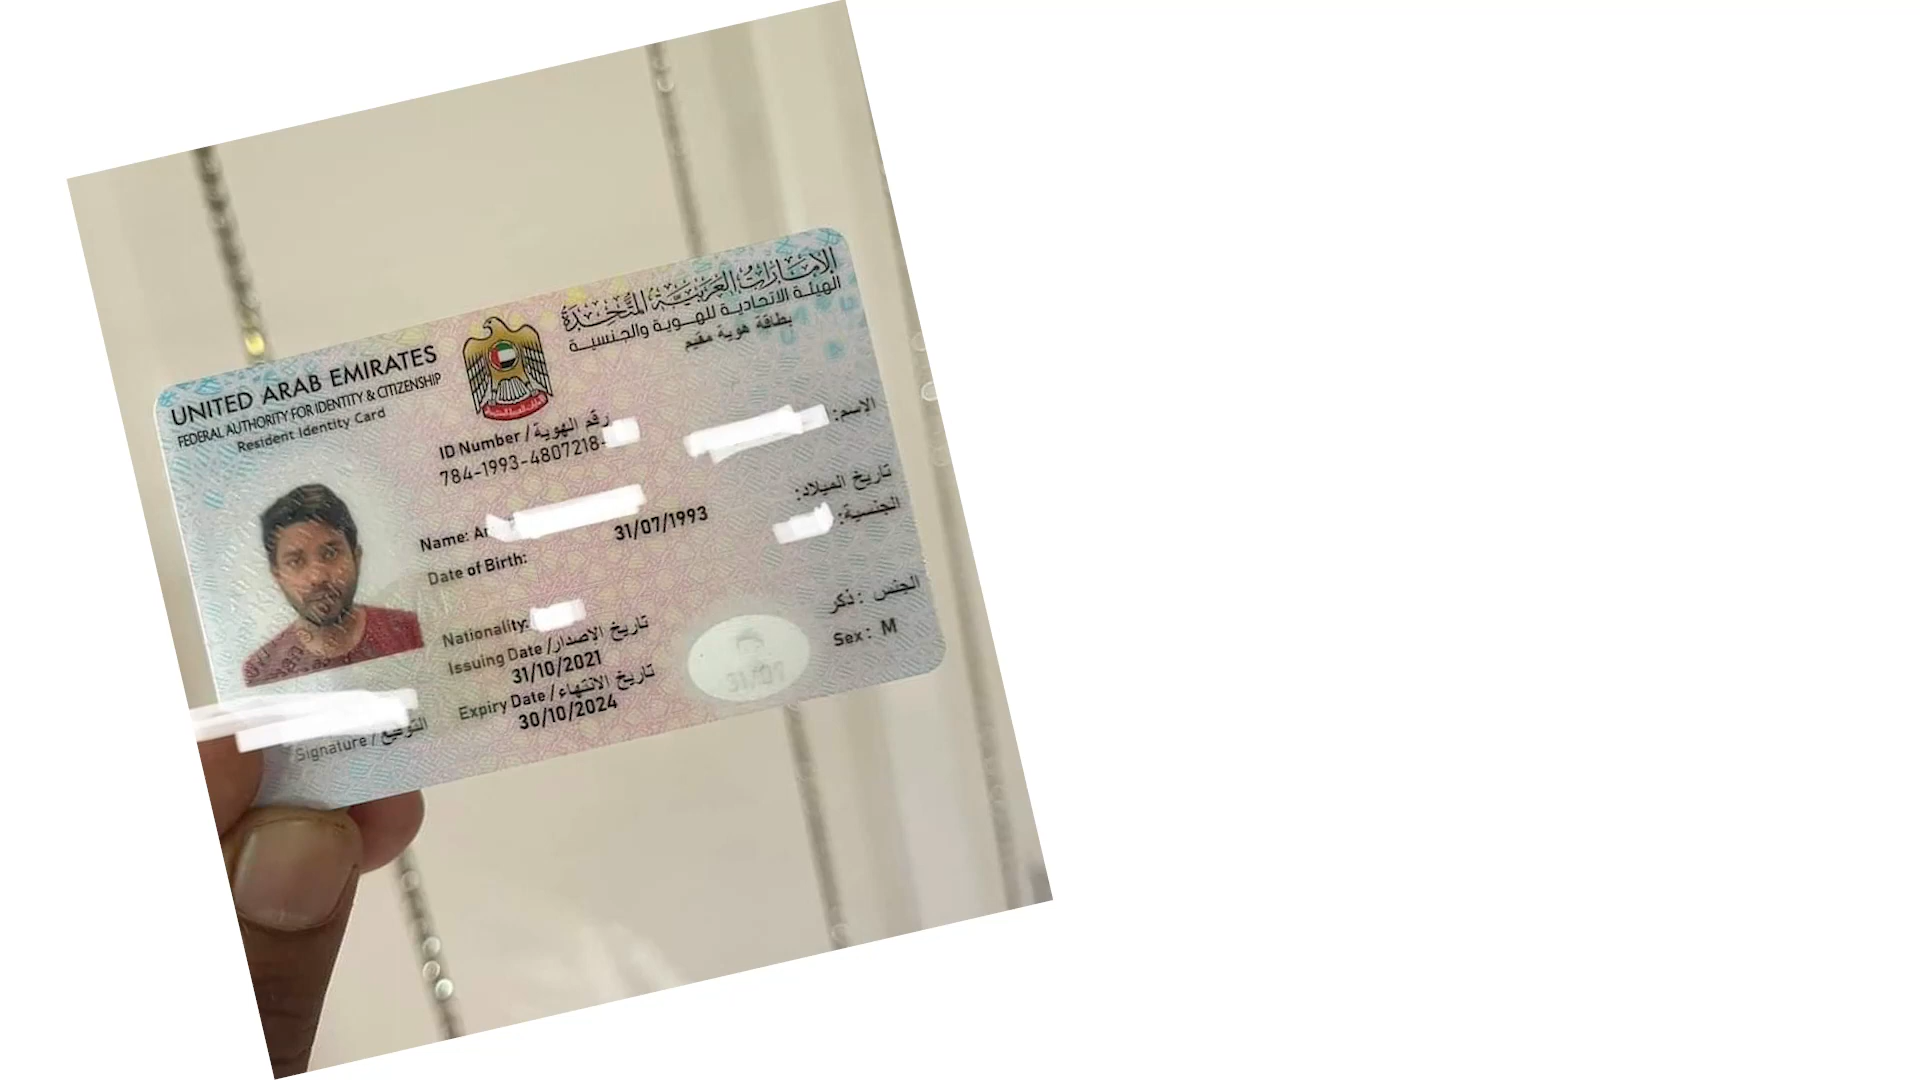 UNITED ARAB EMIRATES
FEDERAL AUTHORITY FOR IDENTITY & CITIZENSHIP
Resident Identity Card
الإمارات العربية المتحدة
الهيئة الاتحادية للهوية والجنسية
بطاقة هوية مقيم
ID Number / رقم الهوية
784-1993-4807218-
الاسم:
Name:
تاريخ الميلاد:
31/07/1993
Date of Birth:
الجنسية:
Nationality:
Issuing Date / تاريخ الاصدار
31/10/2021
Expiry Date / تاريخ الانتهاء
30/10/2024
الجنس : ذكر
Sex: M
Signature / التوقيع